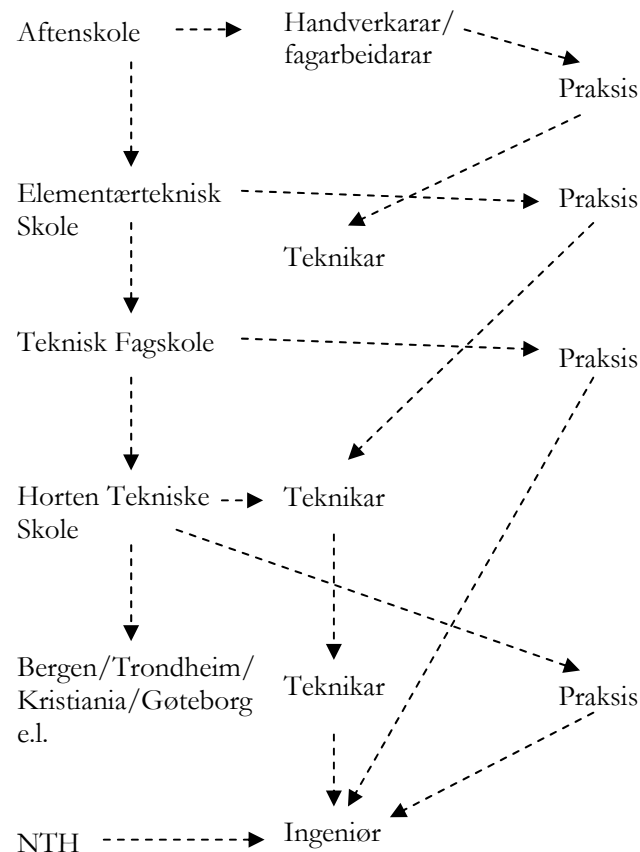 Aftenskole
Handverkarar/
fagarbeidarar
Praksis
Elementærteknisk
Skole
Praksis
Teknikar
Teknisk Fagskole
Praksis
Horten Tekniske
Skole
Teknikar
Bergen/Trondheim/
Kristiania/Gøteborg
e.l.
Teknikar
Praksis
NTH
Ingeniør